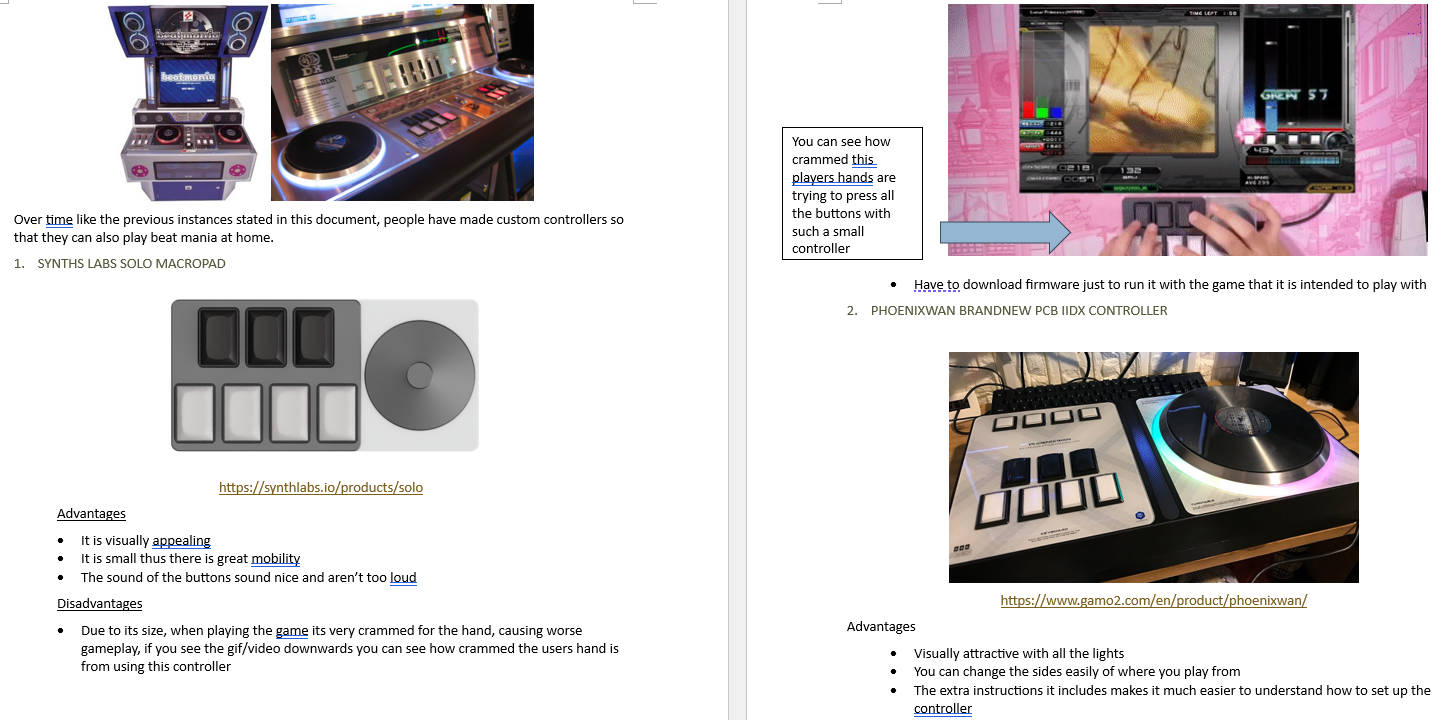 beatmania
beatmania
Over time like the previous instances stated in this document, people have made custom controllers so
that they can also play beat mania at home.
1. SYNTHS LABS SOLO MACROPAD
https://synthlabs.io/products/solo
Advantages
• It is visually appealing
• It is small thus there is great mobility
• The sound of the buttons sound nice and aren’t too loud
Disadvantages
• Due to its size, when playing the game its very crammed for the hand, causing worse
gameplay, if you see the gif/video downwards you can see how crammed the users hand is
from using this controller
TIME LEFT 1:58
GREAT 57
132
You can see how
crammed this
players hands are
trying to press all
the buttons with
such a small
controller
• Have to download firmware just to run it with the game that it is intended to play with
2. PHOENIXWAN BRANDNEW PCB IIDX CONTROLLER
https://www.gamo2.com/en/product/phoenixwan/
Advantages
• Visually attractive with all the lights
• You can change the sides easily of where you play from
• The extra instructions it includes makes it much easier to understand how to set up the
controller